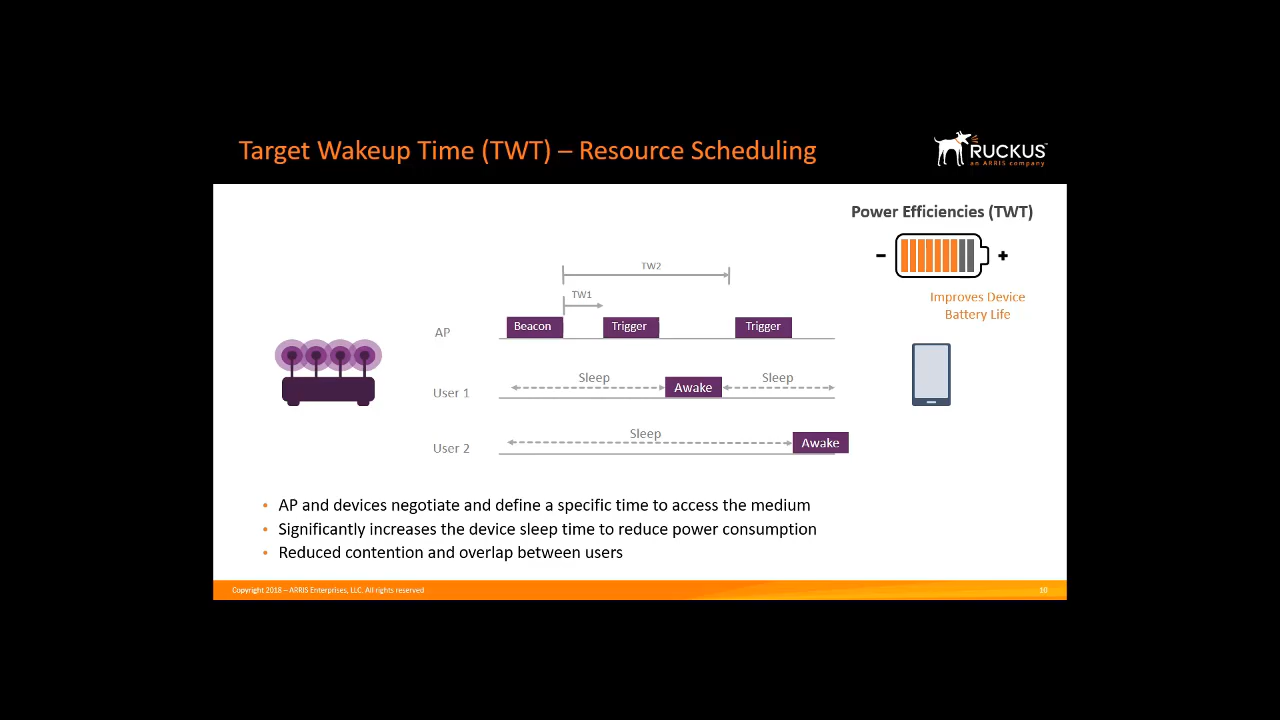 Target Wakeup Time (TWT) – Resource Scheduling
RUCKUS
an ARRIS company
Power Efficiencies (TWT)
- +
Improves Device
Battery Life
TW2
TW1
AP
Beacon
Trigger
Trigger
User 1
Sleep
Awake
Sleep
User 2
Sleep
Awake
• AP and devices negotiate and define a specific time to access the medium
• Significantly increases the device sleep time to reduce power consumption
• Reduced contention and overlap between users
Copyright 2018 – ARRIS Enterprises, LLC. All rights reserved
10